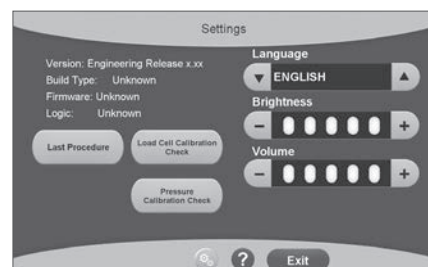 Settings
Version: Engineering Release x.xx
Build Type: Unknown
Firmware: Unknown
Logic: Unknown
Last Procedure
Load Cell Calibration
Check
Pressure
Calibration Check
Language
ENGLISH
Brightness
Volume
?
Exit